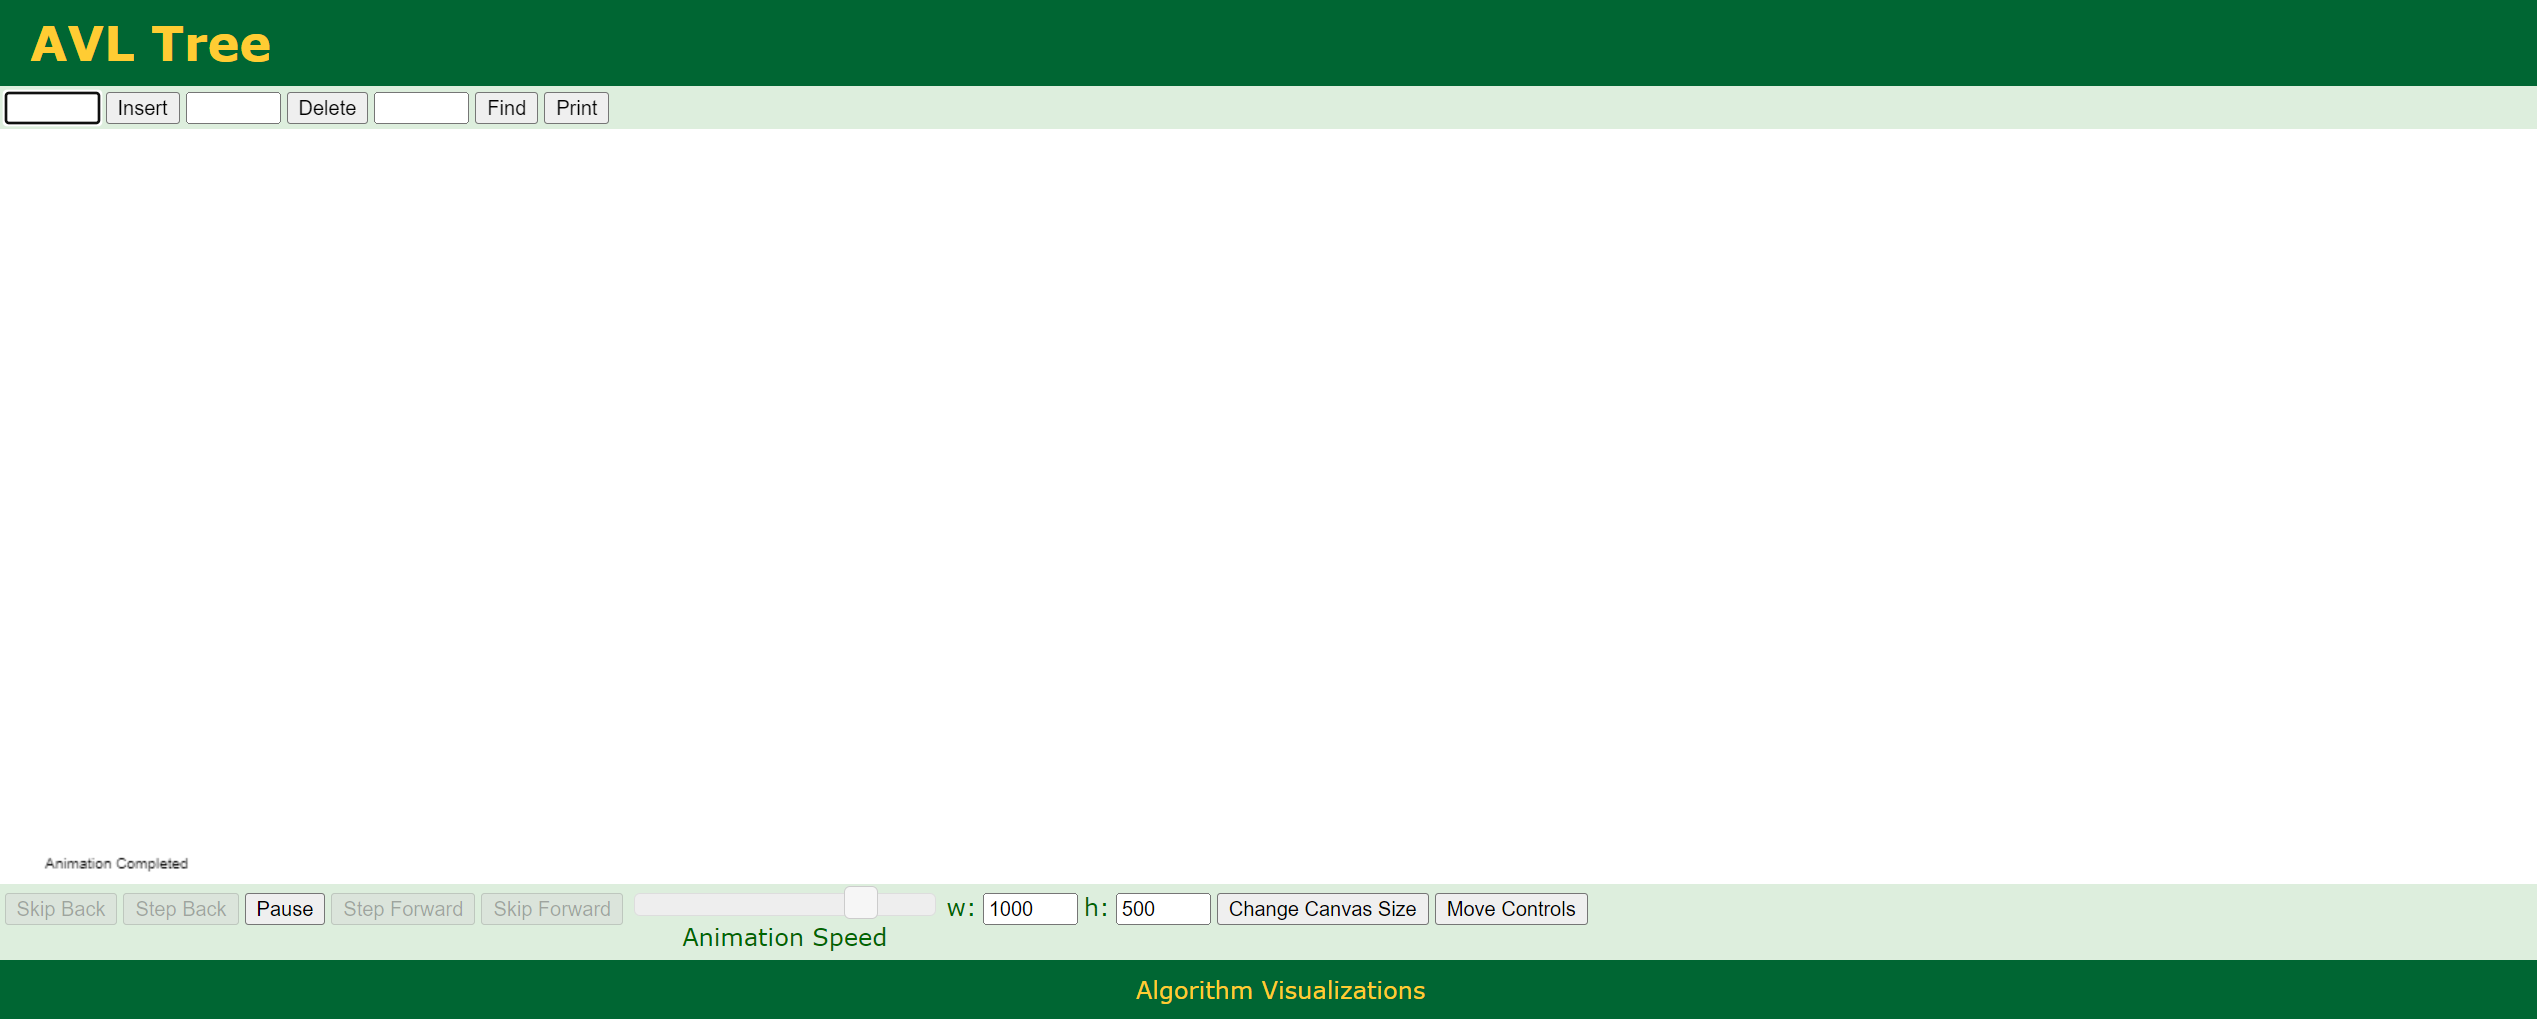 AVL Tree
Insert Delete Find Print
Animation Completed
Skip Back Step Back Pause Step Forward Skip Forward w: 1000 h: 500 Change Canvas Size Move Controls
Animation Speed
Algorithm Visualizations